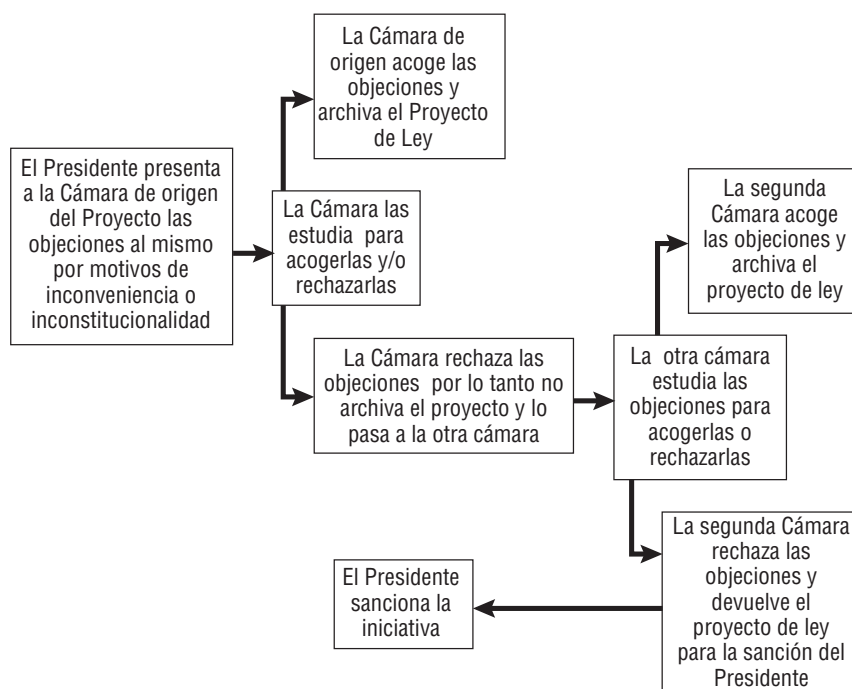 El Presidente presenta
a la Cámara de origen
del Proyecto las
objeciones al mismo
por motivos de
inconveniencia o
inconstitucionalidad
La Cámara de
origen acoge las
objeciones y
archiva el Proyecto
de Ley
La Cámara las
estudia para
acogerlas y/o
rechazarlas
La Cámara rechaza las
objeciones por lo tanto no
archiva el proyecto y lo
pasa a la otra cámara
La segunda
Cámara acoge
las objeciones y
archiva el
proyecto de ley
La otra cámara
estudia las
objeciones para
acogerlas o
rechazarlas
La segunda Cámara
rechaza las
objeciones y
devuelve el
proyecto de ley
para la sanción del
Presidente
El Presidente
sanciona la
iniciativa